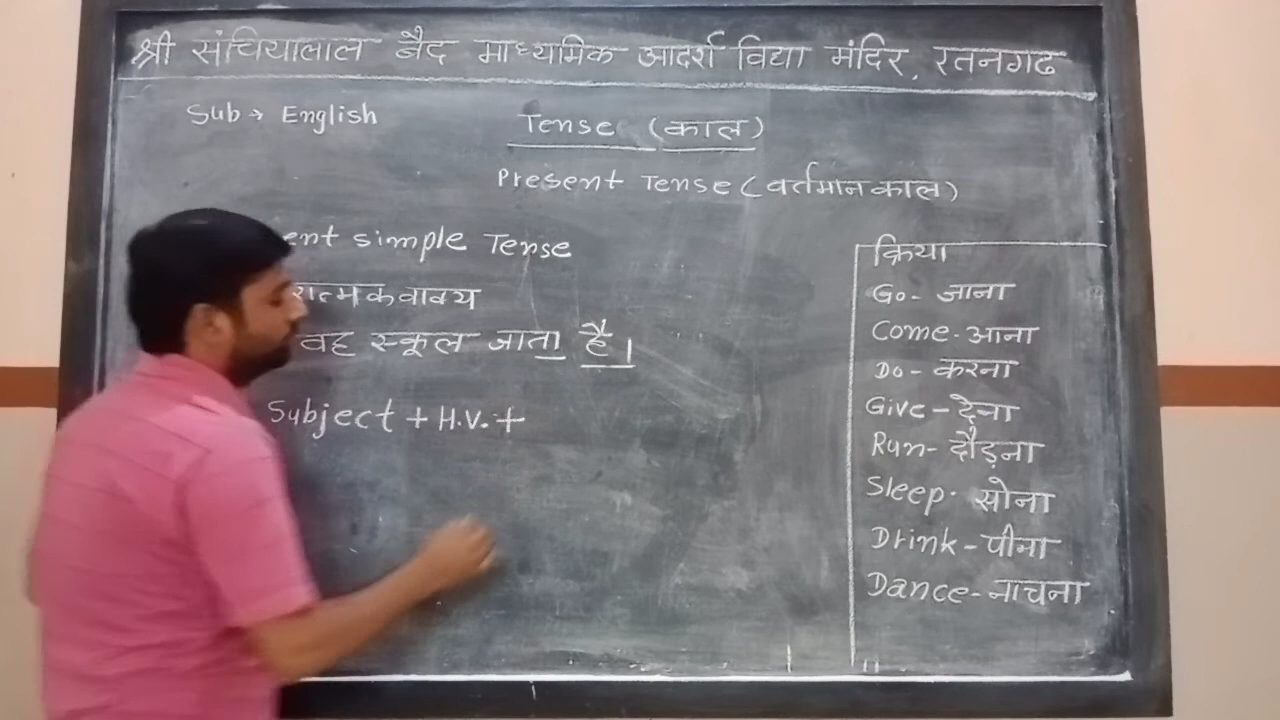 श्री संचियालाल बैद माध्यमिक आदर्श विद्या मंदिर, रतनगढ
Sub → English
Tense (काल)
Present Tense (वर्तमान काल)
ent simple Tense
रात्मक वाक्य
वह स्कूल जाता है।
Subject + H.V. +
क्रिया
Go - जाना
Come - आना
Do - करना
Give - देना
Run - दौड़ना
Sleep - सोना
Drink - पीना
Dance - नाचना